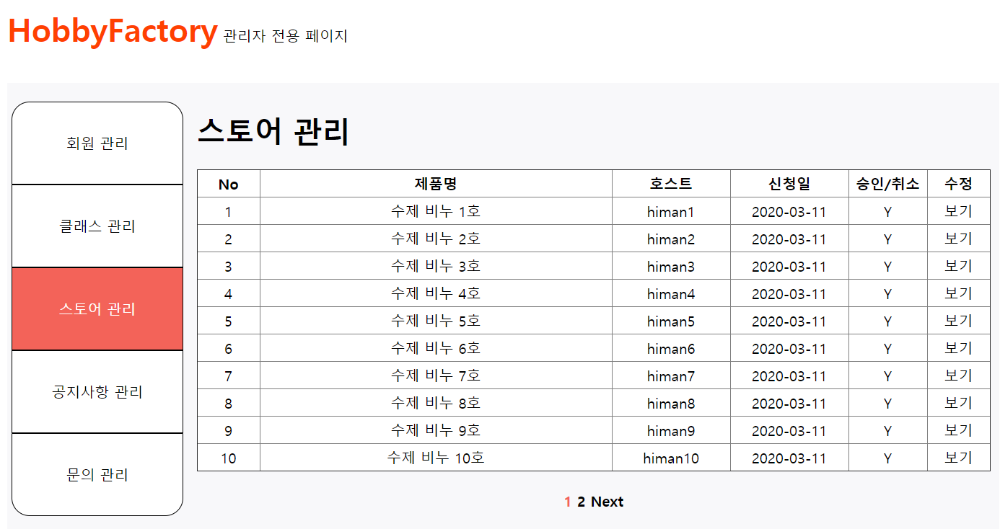 HobbyFactory 관리자 전용 페이지
회원 관리
클래스 관리
스토어 관리
공지사항 관리
문의 관리
스토어 관리
No 제품명 호스트 신청일 승인/취소 수정
1 수제 비누 1호 himan1 2020-03-11 Y 보기
2 수제 비누 2호 himan2 2020-03-11 Y 보기
3 수제 비누 3호 himan3 2020-03-11 Y 보기
4 수제 비누 4호 himan4 2020-03-11 Y 보기
5 수제 비누 5호 himan5 2020-03-11 Y 보기
6 수제 비누 6호 himan6 2020-03-11 Y 보기
7 수제 비누 7호 himan7 2020-03-11 Y 보기
8 수제 비누 8호 himan8 2020-03-11 Y 보기
9 수제 비누 9호 himan9 2020-03-11 Y 보기
10 수제 비누 10호 himan10 2020-03-11 Y 보기
1 2 Next